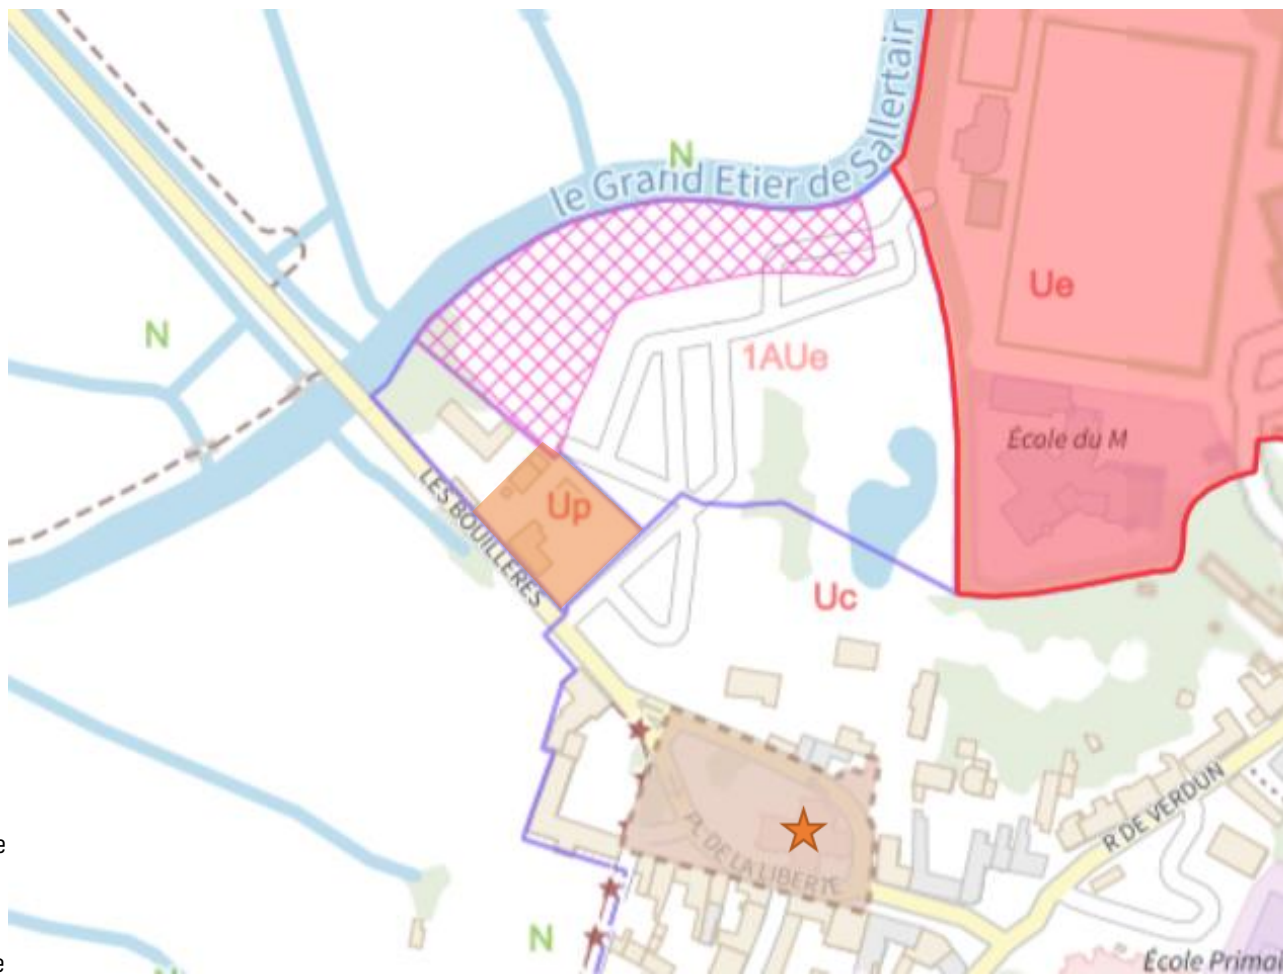 N
le Grand Etier de Sallertair
Ue
N
1AUe
École du M
LES BOUILLERES
Up
Uc
R DE VERDUN
PL DE LA LIBERTE
e
N
École Primai
e